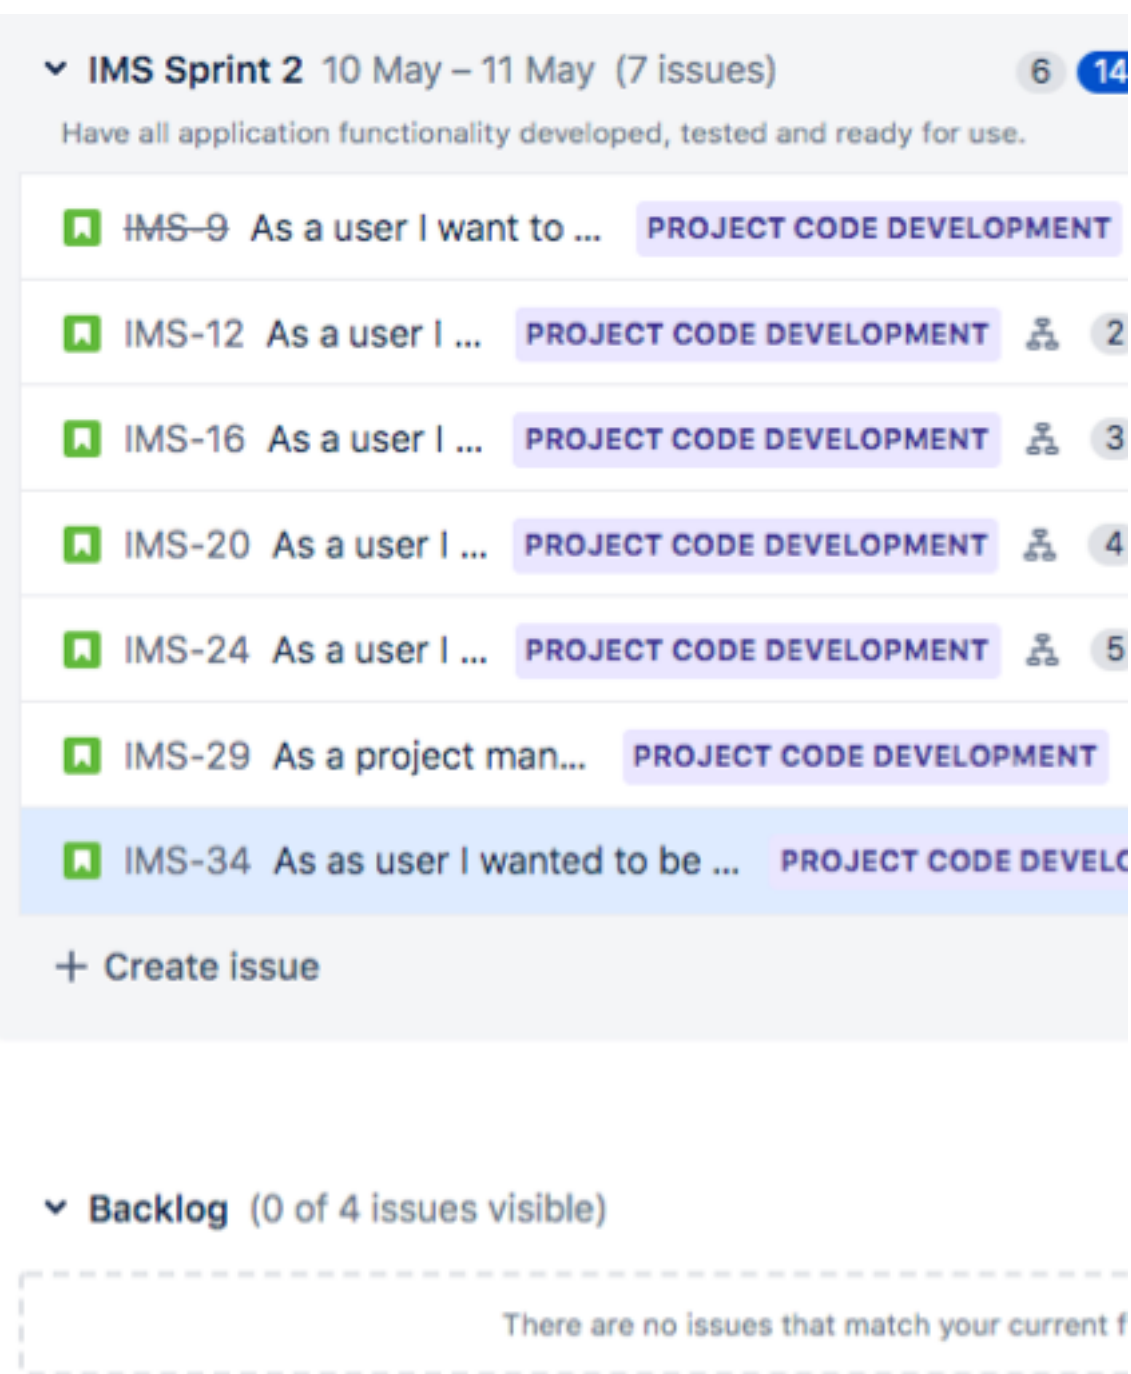 IMS Sprint 2 10 May – 11 May (7 issues) 6 14
Have all application functionality developed, tested and ready for use.
IMS-9 As a user I want to ... PROJECT CODE DEVELOPMENT
IMS-12 As a user I ... PROJECT CODE DEVELOPMENT 2
IMS-16 As a user I ... PROJECT CODE DEVELOPMENT 3
IMS-20 As a user I ... PROJECT CODE DEVELOPMENT 4
IMS-24 As a user I ... PROJECT CODE DEVELOPMENT 5
IMS-29 As a project man... PROJECT CODE DEVELOPMENT
IMS-34 As as user I wanted to be ... PROJECT CODE DEVELO
+ Create issue
Backlog (0 of 4 issues visible)
There are no issues that match your current f